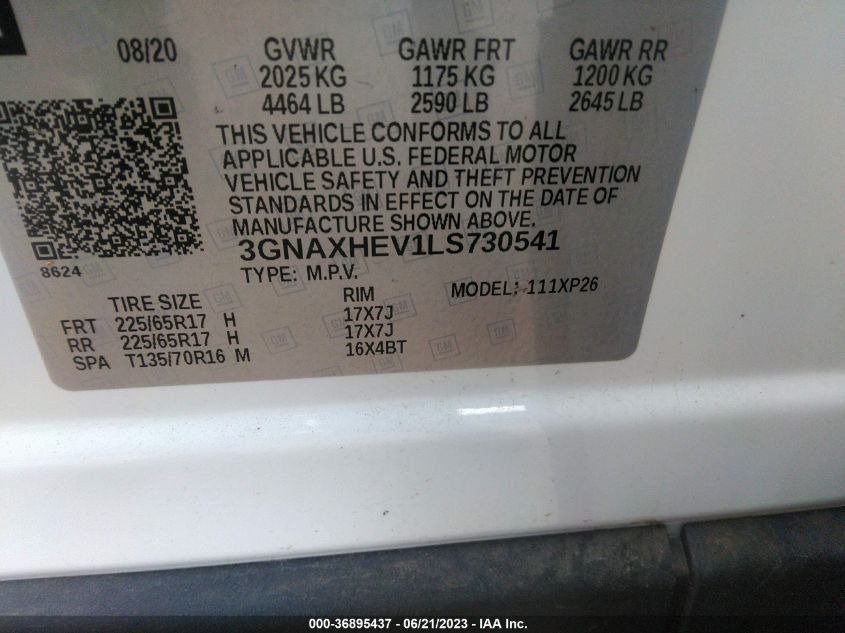 08/20 GVWR GAWR FRT GAWR RR
2025 KG 1175 KG 1200 KG
4464 LB 2590 LB 2645 LB
THIS VEHICLE CONFORMS TO ALL
APPLICABLE U.S. FEDERAL MOTOR
VEHICLE SAFETY AND THEFT PREVENTION
STANDARDS IN EFFECT ON THE DATE OF
MANUFACTURE SHOWN ABOVE.
3GNAXHEV1LS730541
8624
TYPE: M.P.V.
TIRE SIZE RIM MODEL: 111XP26
FRT 225/65R17 H 17X7J
RR 225/65R17 H 17X7J
SPA T135/70R16 M 16X4BT
GM
000-36895437 - 06/21/2023 - IAA Inc.